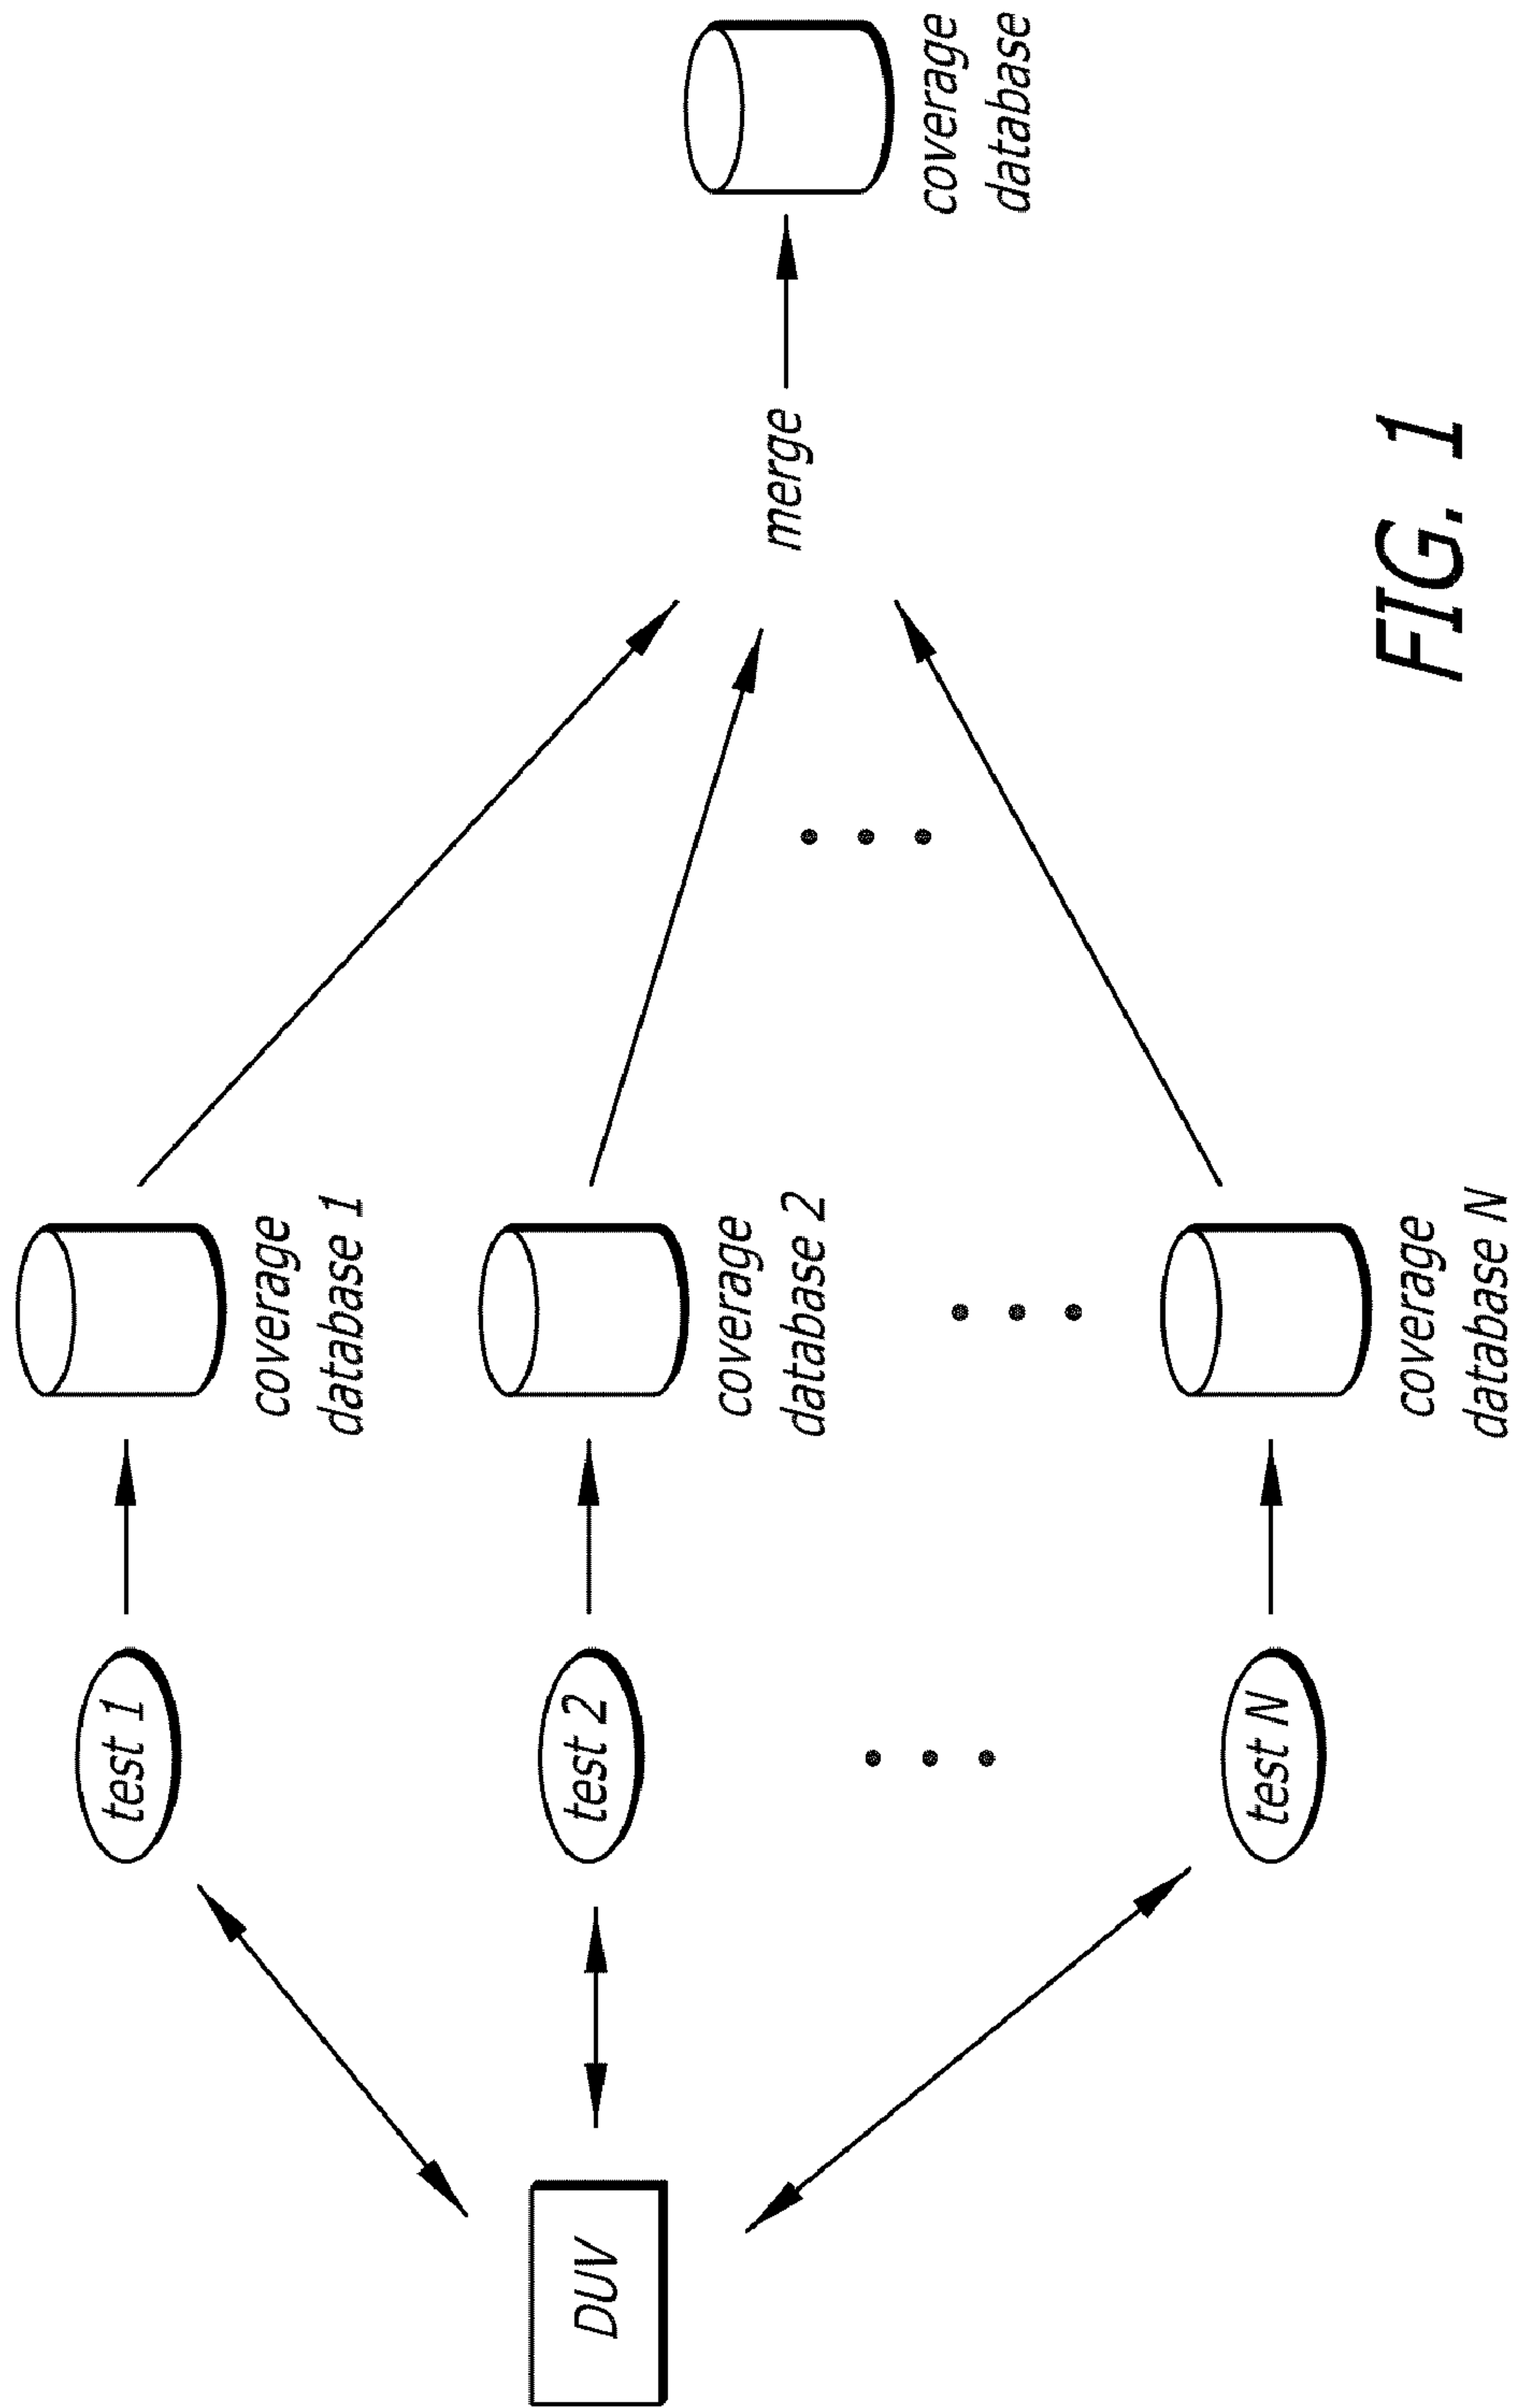 DUV
test 1
test 2
test N
coverage
database 1
coverage
database 2
coverage
database N
merge
coverage
database
FIG. 1